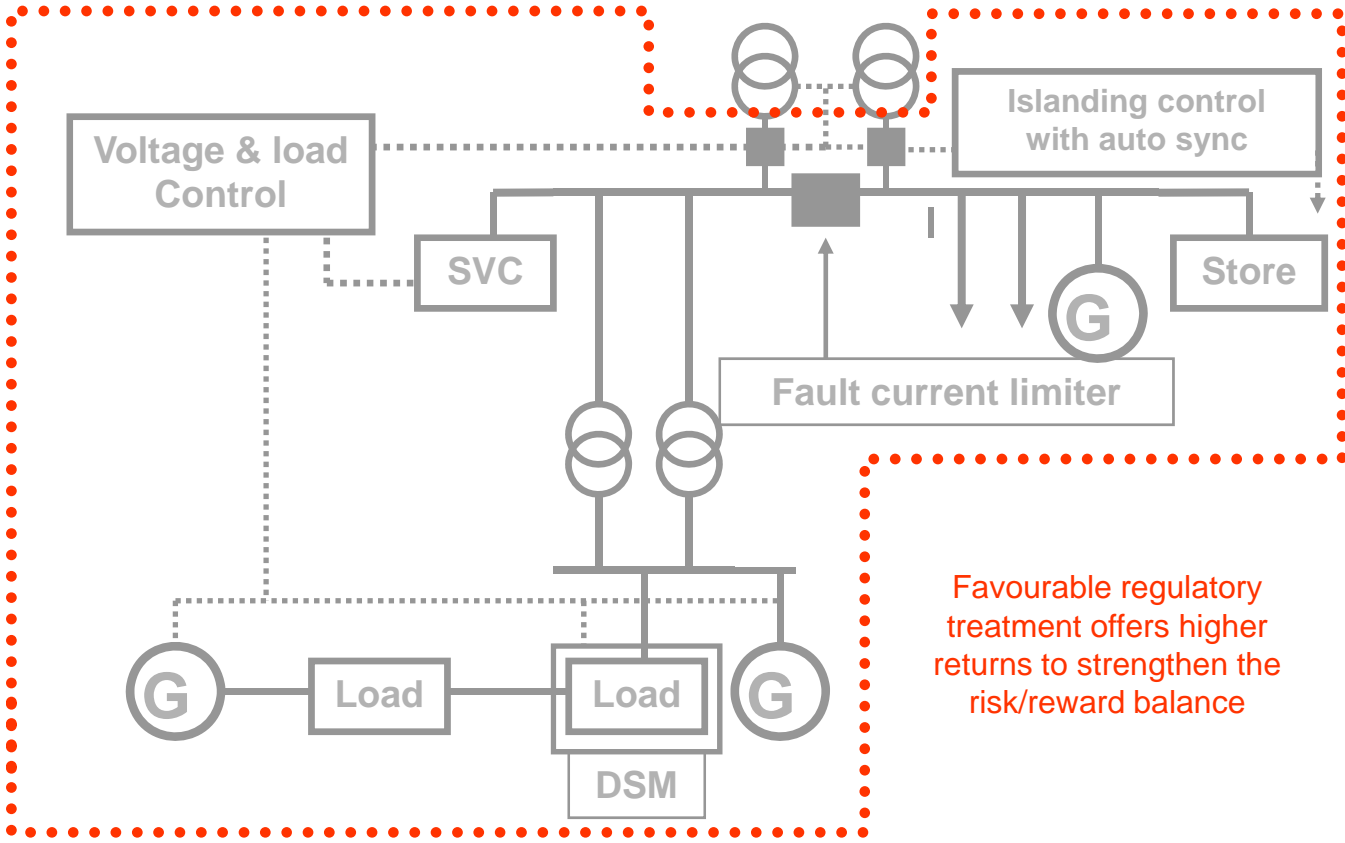 Islanding control
with auto sync
Voltage & load
Control
SVC
Store
G
Fault current limiter
Favourable regulatory
treatment offers higher
returns to strengthen the
risk/reward balance
G
Load
Load
G
DSM